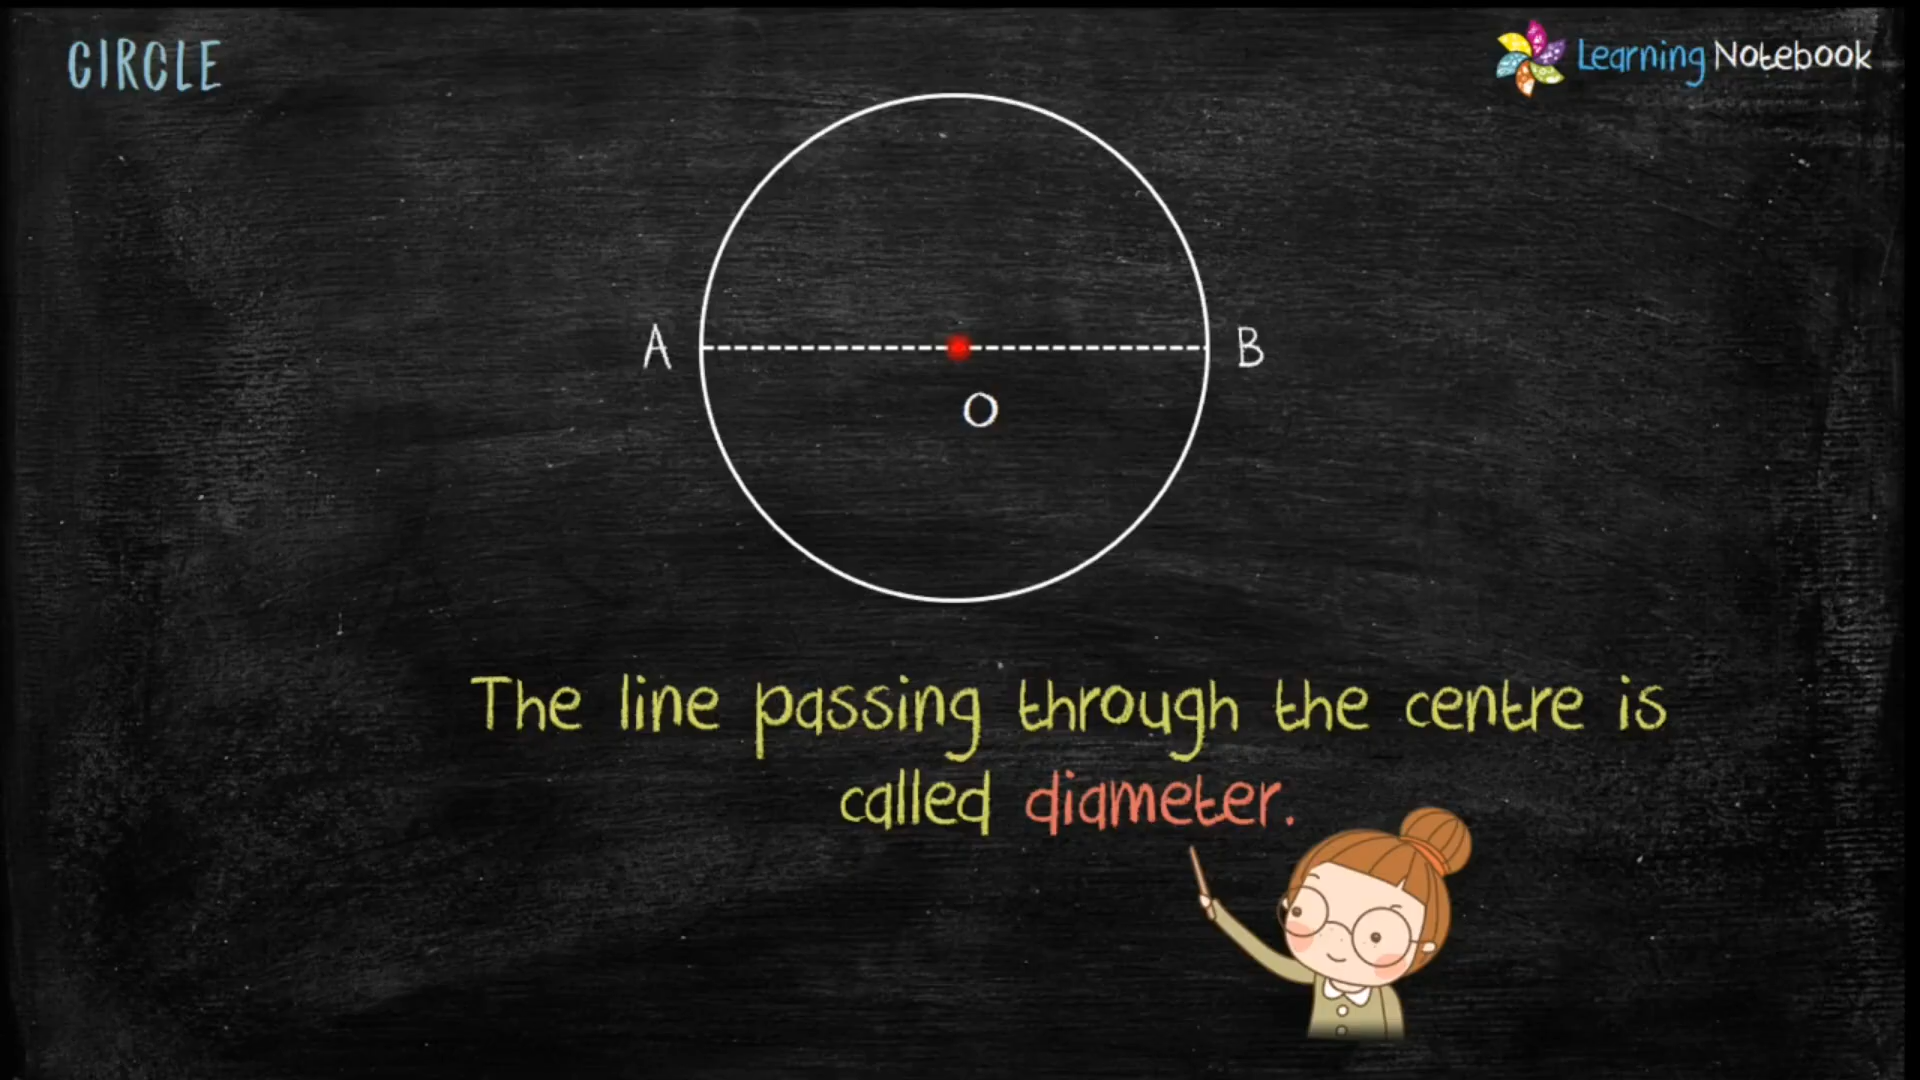 CIRCLE
Learning Notebook
A
B
O
The line passing through the centre is
called diameter.